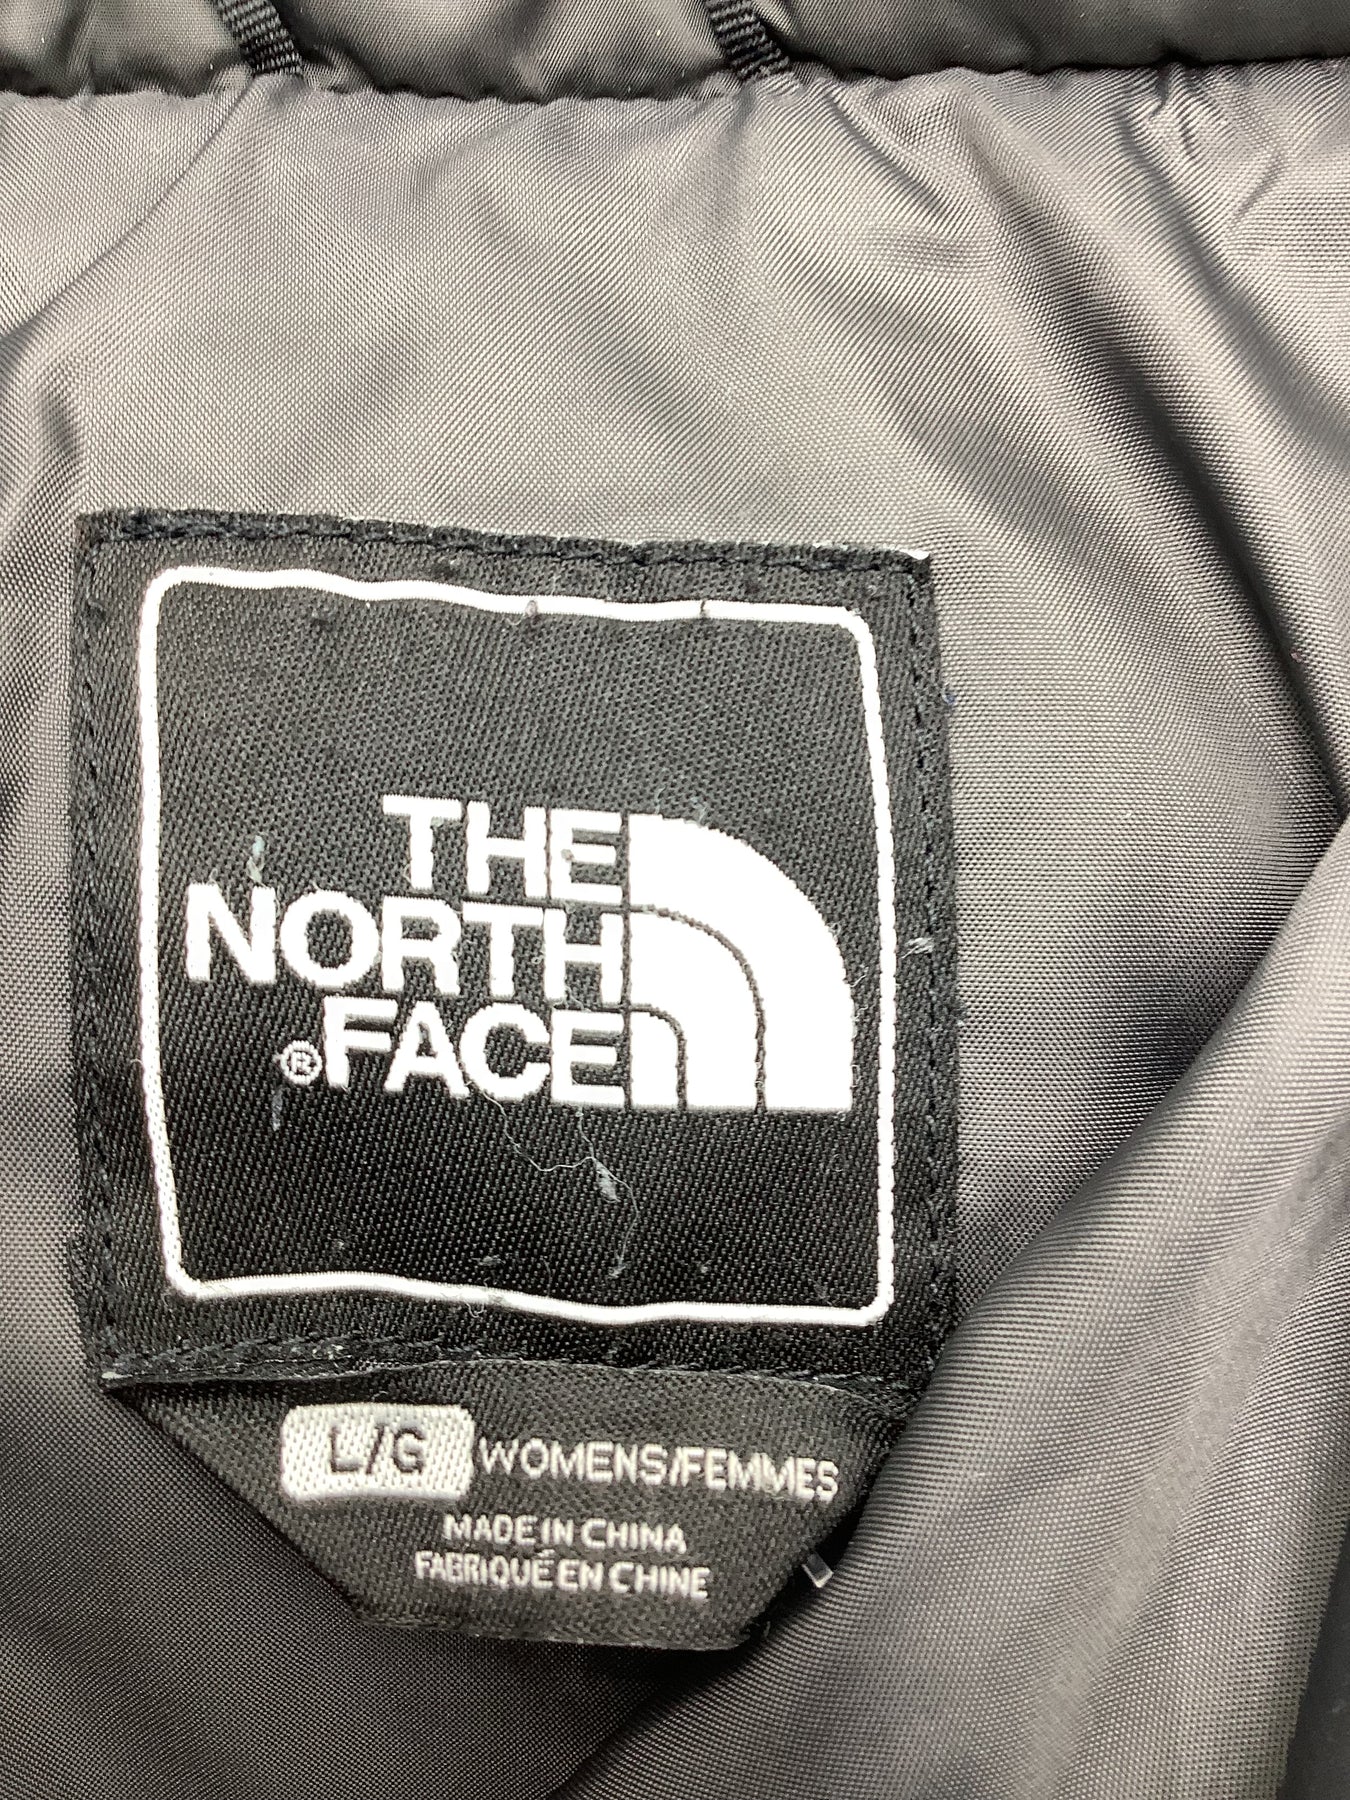 THE
NORTH
®FACE
L/G WOMENS/FEMMES
MADE IN CHINA
FABRIQUÉ EN CHINE